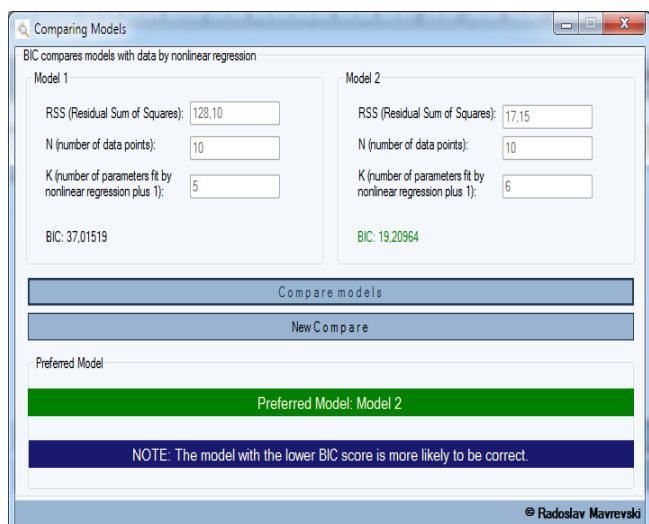 Comparing Models
BIC compares models with data by nonlinear regression
Model 1
RSS (Residual Sum of Squares): 128,10
N (number of data points): 10
K (number of parameters fit by
nonlinear regression plus 1): 5
BIC: 37,01519
Model 2
RSS (Residual Sum of Squares): 17,15
N (number of data points): 10
K (number of parameters fit by
nonlinear regression plus 1): 6
BIC: 19,20964
Compare models
New Compare
Preferred Model
Preferred Model: Model 2
NOTE: The model with the lower BIC score is more likely to be correct.
© Radoslav Mavrevski